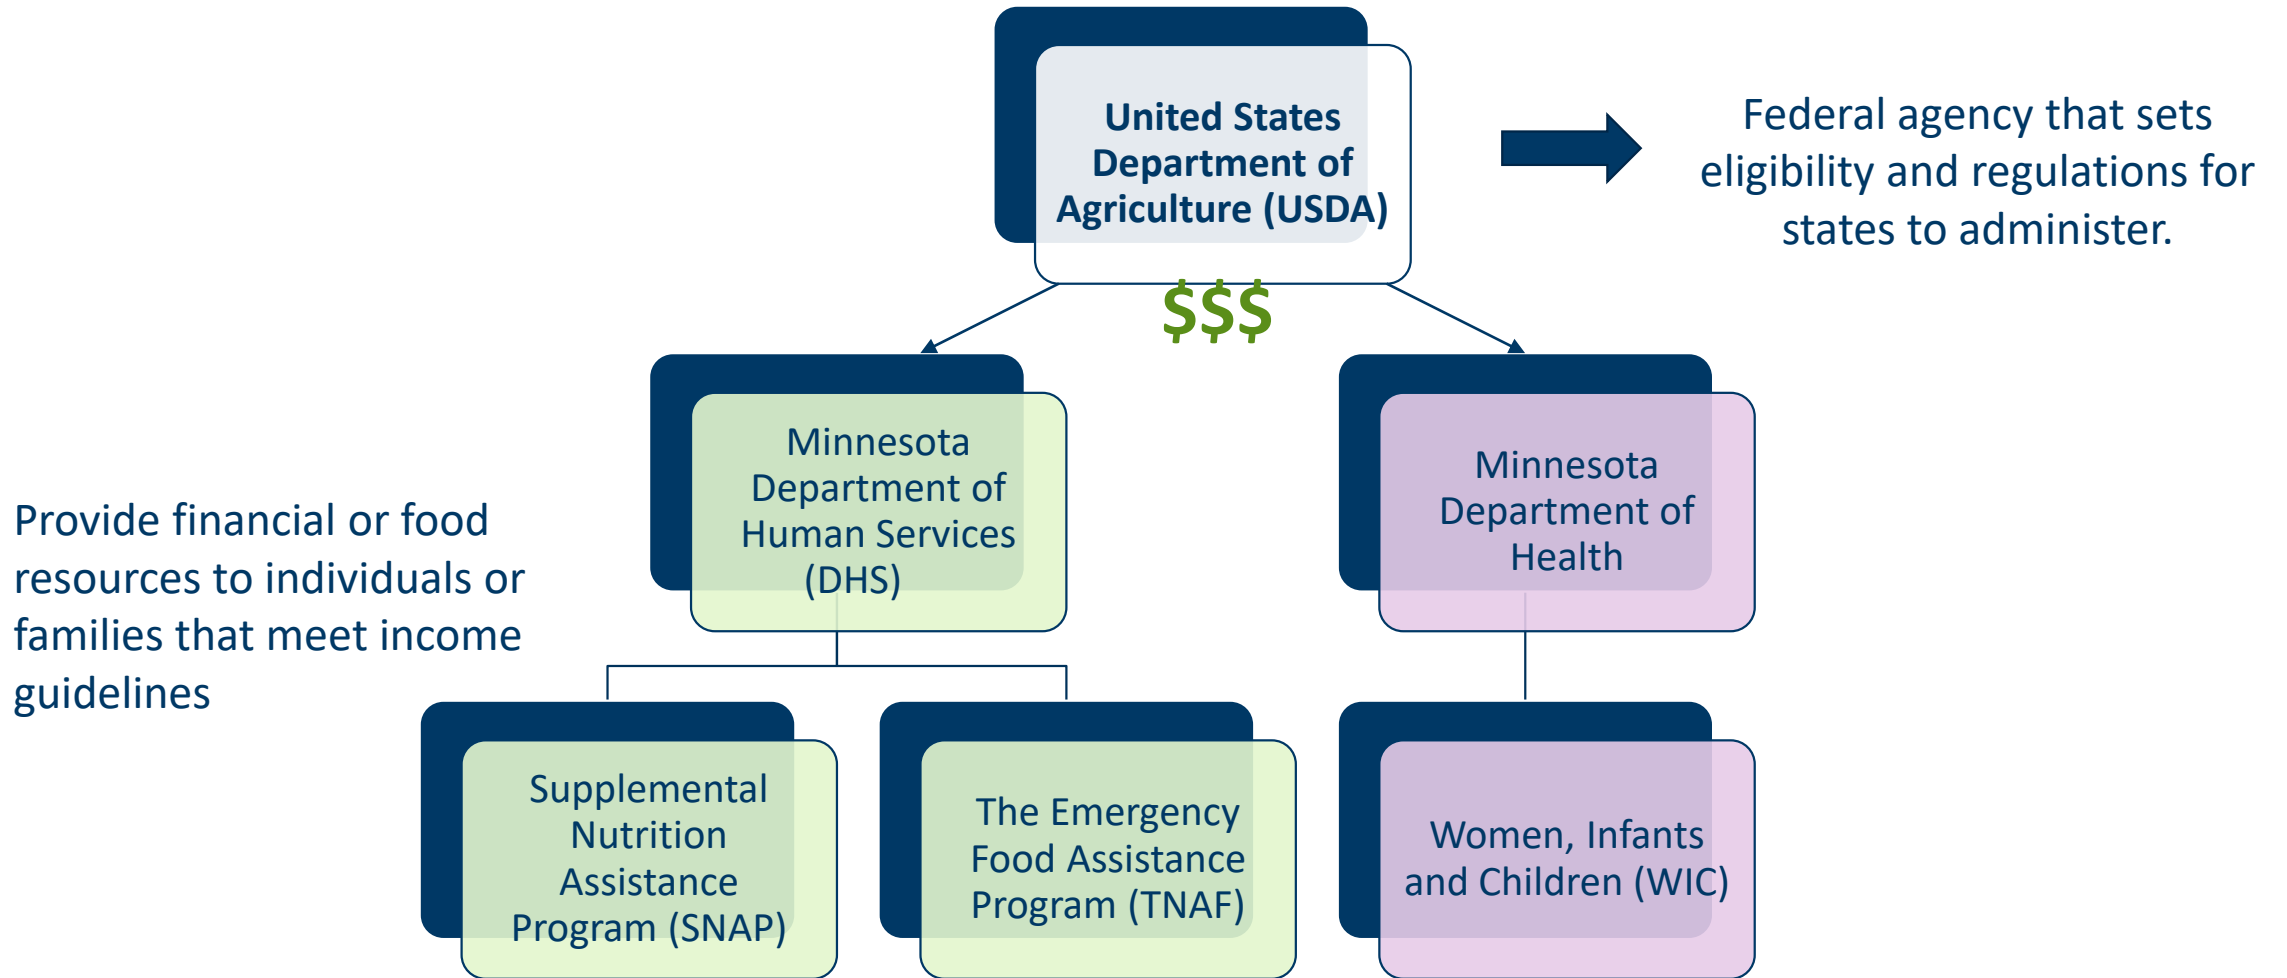 United States
Department of
Agriculture (USDA)
Federal agency that sets
eligibility and regulations for
states to administer.
$$$
Minnesota
Department of
Human Services
(DHS)
Minnesota
Department of
Health
Provide financial or food
resources to individuals or
families that meet income
guidelines
Supplemental
Nutrition
Assistance
Program (SNAP)
The Emergency
Food Assistance
Program (TNAF)
Women, Infants
and Children (WIC)